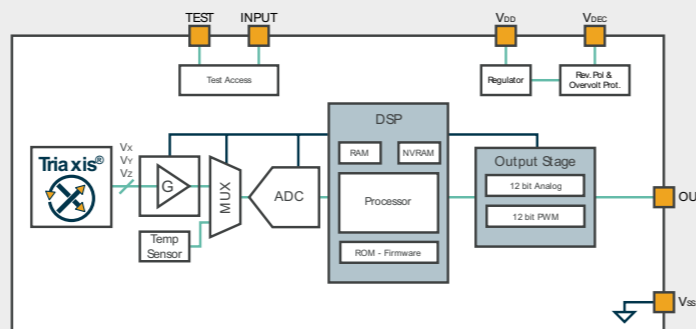 TEST INPUT VDD VDEC
Test Access
Regulator
Rev. Pol &
Overvolt Prot.
Triaxis®
VX
VY
VZ
G
MUX
ADC
Temp
Sensor
DSP
RAM NVRAM
Processor
ROM - Firmware
Output Stage
12 bit Analog
12 bit PWM
OU
VSS